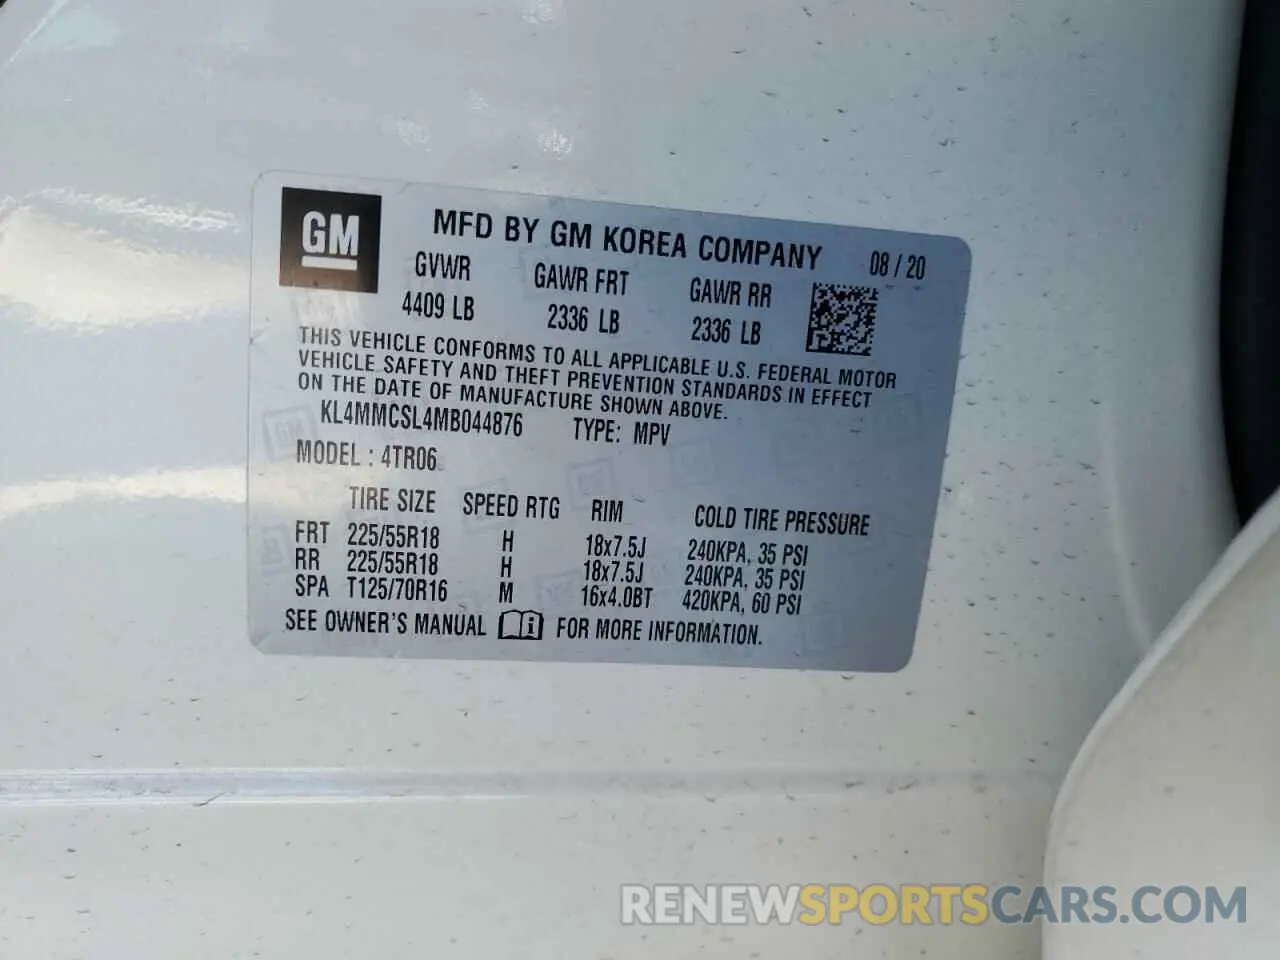 GM
MFD BY GM KOREA COMPANY 08 / 20
GVWR GAWR FRT GAWR RR
4409 LB 2336 LB 2336 LB
THIS VEHICLE CONFORMS TO ALL APPLICABLE U.S. FEDERAL MOTOR
VEHICLE SAFETY AND THEFT PREVENTION STANDARDS IN EFFECT
ON THE DATE OF MANUFACTURE SHOWN ABOVE.
KL4MMCSL4MB044876 TYPE: MPV
MODEL : 4TR06
TIRE SIZE SPEED RTG RIM COLD TIRE PRESSURE
FRT 225/55R18 H 18x7.5J 240KPA, 35 PSI
RR 225/55R18 H 18x7.5J 240KPA, 35 PSI
SPA T125/70R16 M 16x4.0BT 420KPA, 60 PSI
SEE OWNER'S MANUAL i FOR MORE INFORMATION.
RENEWSPORTSCARS.COM